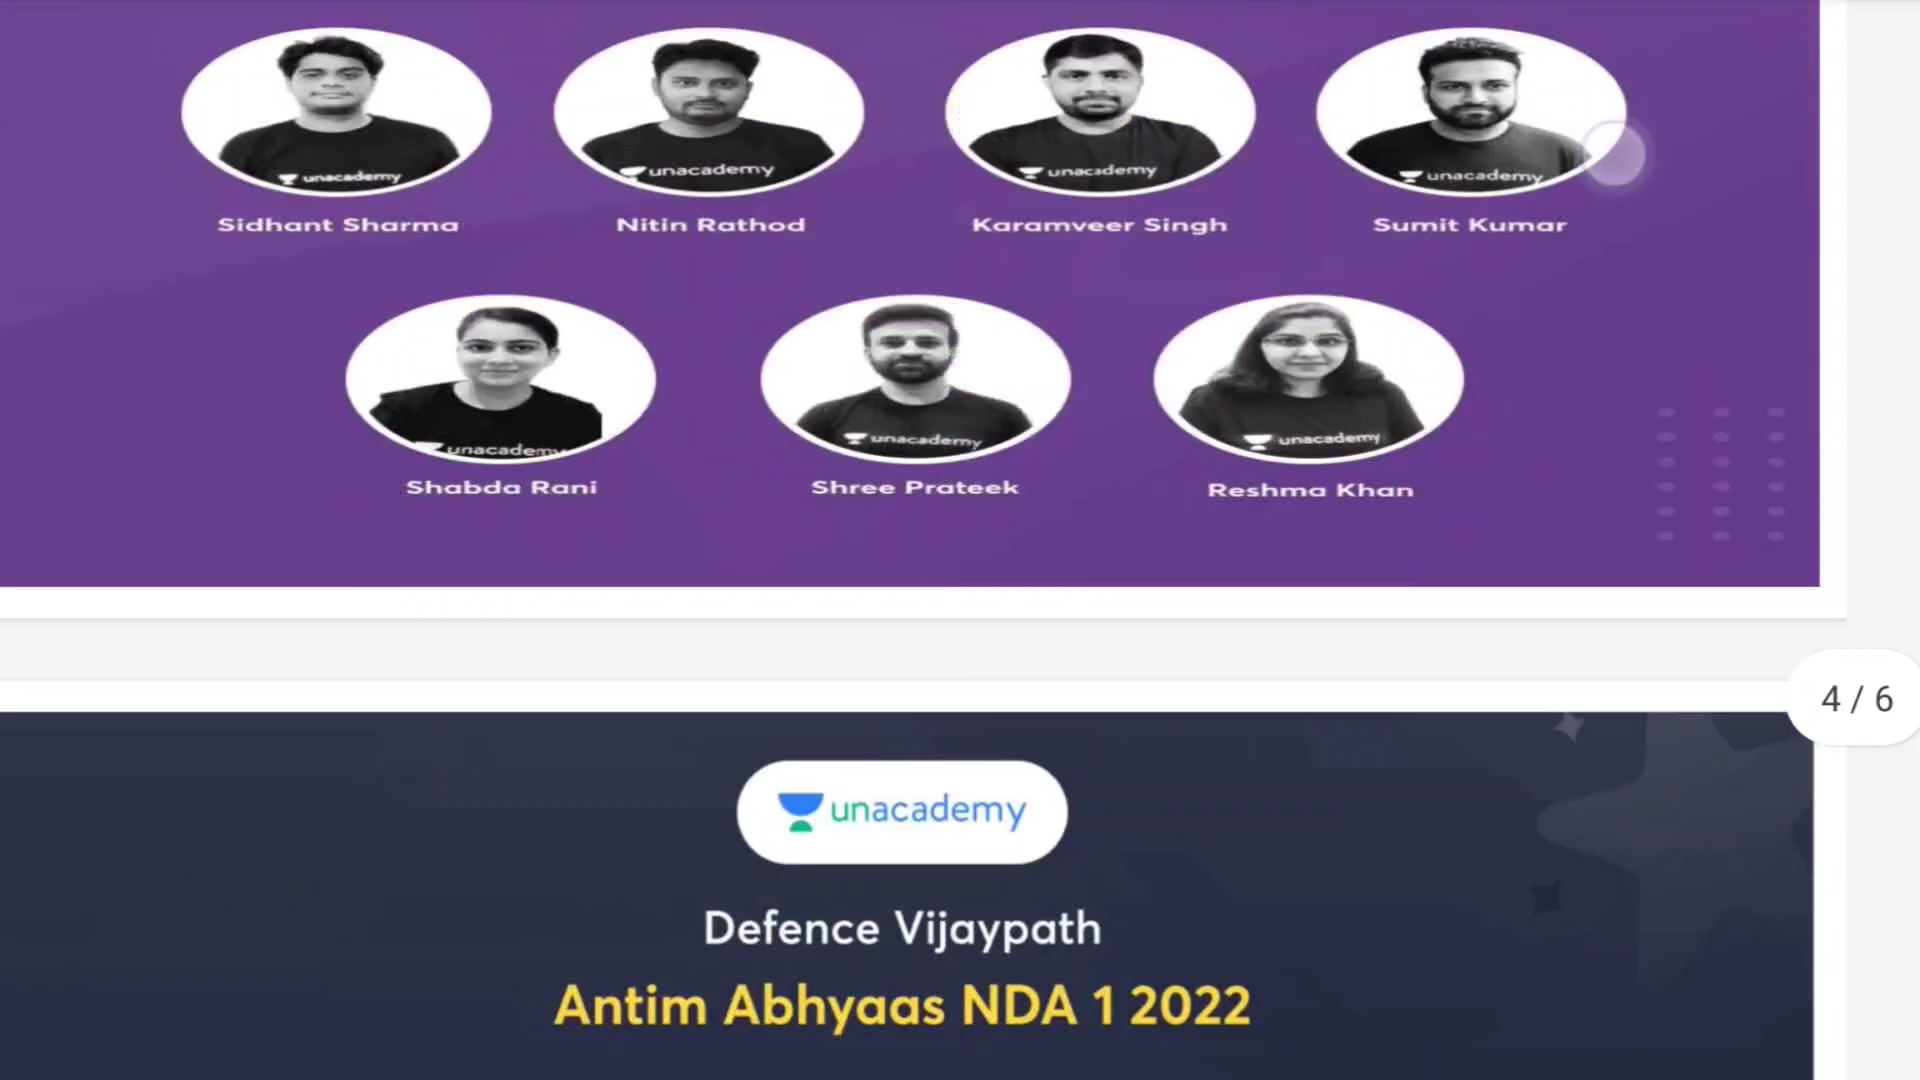 unacademy
unacademy
unacademy
unacademy
Sidhant Sharma
Nitin Rathod
Karamveer Singh
Sumit Kumar
unacademy
unacademy
unacademy
Shabda Rani
Shree Prateek
Reshma Khan
4 / 6
unacademy
Defence Vijaypath
Antim Abhyaas NDA 1 2022